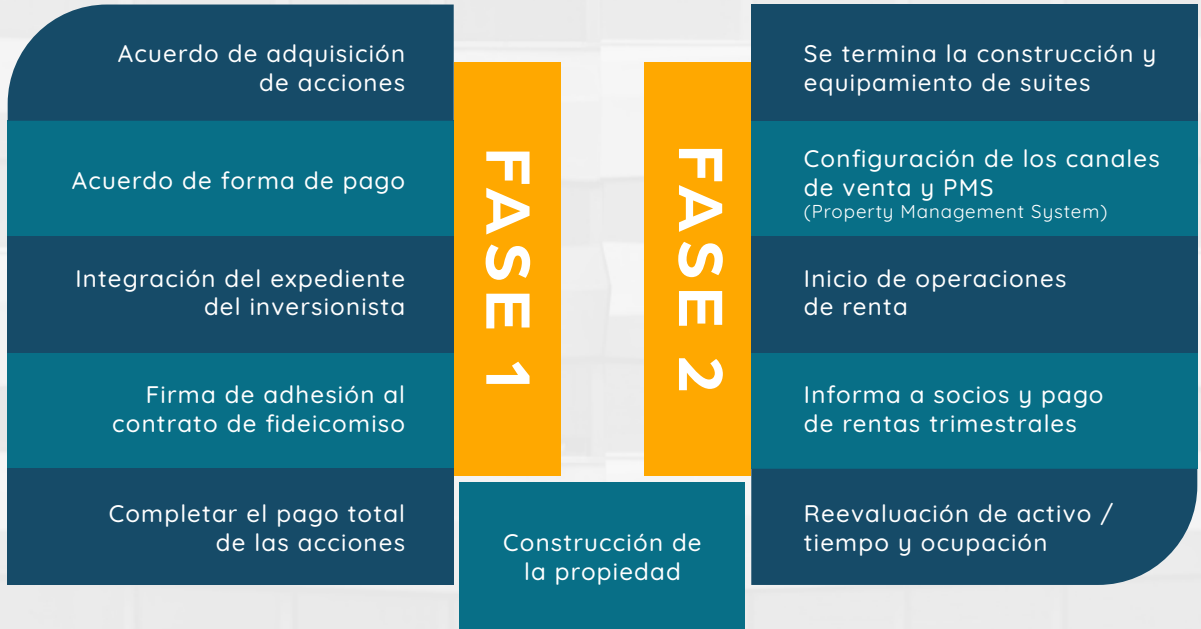 Acuerdo de adquisición
de acciones
Acuerdo de forma de pago
Integración del expediente
del inversionista
Firma de adhesión al
contrato de fideicomiso
Completar el pago total
de las acciones
FASE 1
Construcción de
la propiedad
FASE 2
Se termina la construcción y
equipamiento de suites
Configuración de los canales
de venta y PMS
(Property Management System)
Inicio de operaciones
de renta
Informa a socios y pago
de rentas trimestrales
Reevaluación de activo /
tiempo y ocupación